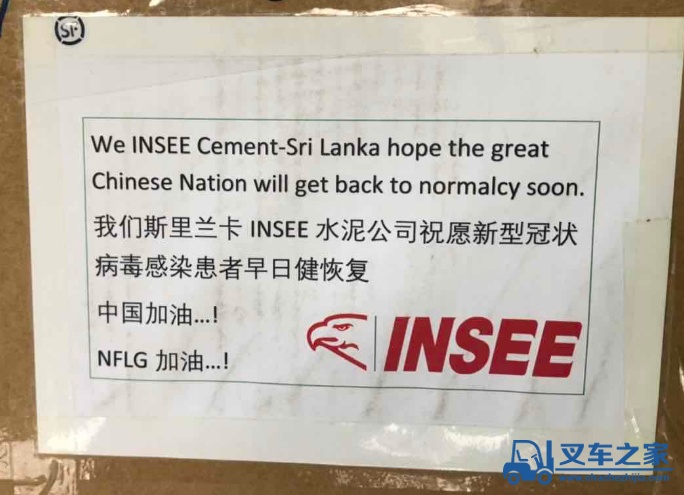 SF
We INSEE Cement-Sri Lanka hope the great
Chinese Nation will get back to normalcy soon.
我们斯里兰卡 INSEE 水泥公司祝愿新型冠状
病毒感染患者早日健恢复
中国加油...!
NFLG 加油...!
INSEE
叉车之家